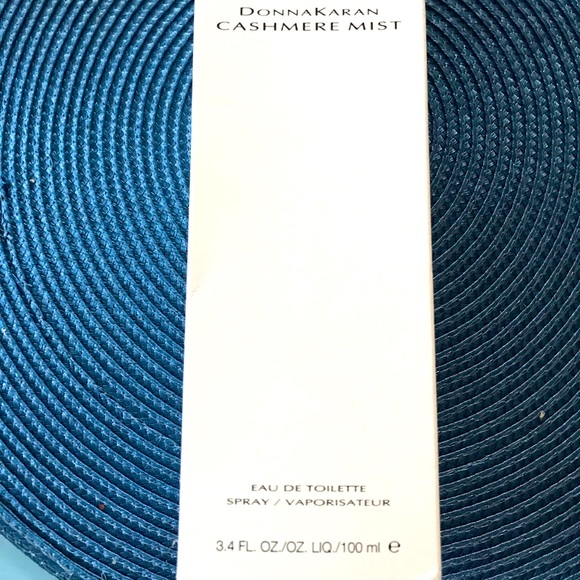 DONNAKARAN
CASHMERE MIST
EAU DE TOILETTE
SPRAY / VAPORISATEUR
3.4 FL. OZ./OZ. LIQ./100 ml ℮